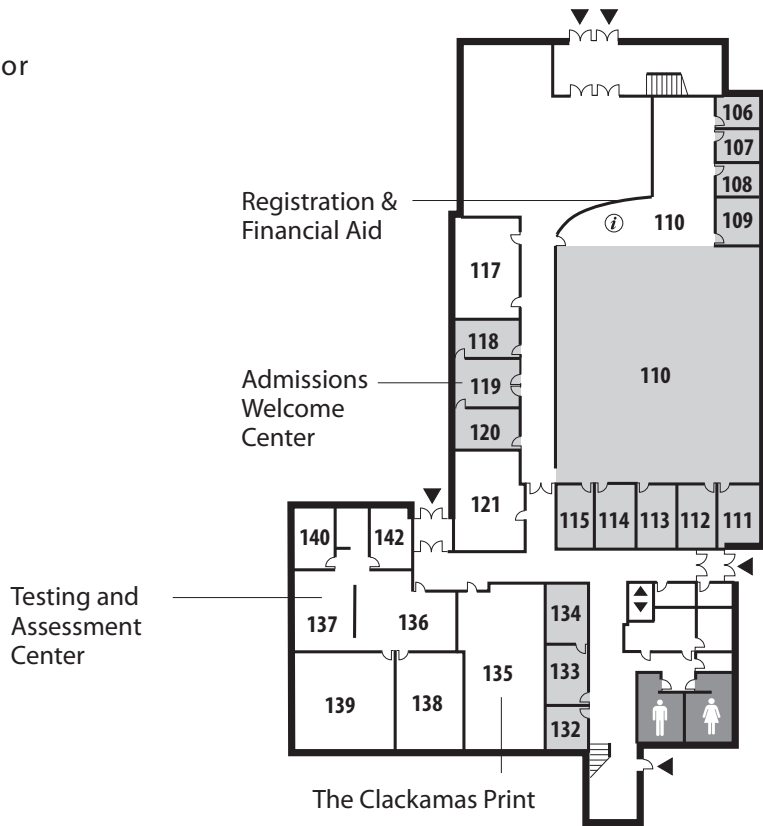 or
106
107
108
109
Registration &
Financial Aid
i
110
117
118
110
Admissions
Welcome
Center
119
120
121
115
114
113
112
111
140
142
Testing and
Assessment
Center
137
136
134
135
133
139
138
132
The Clackamas Print